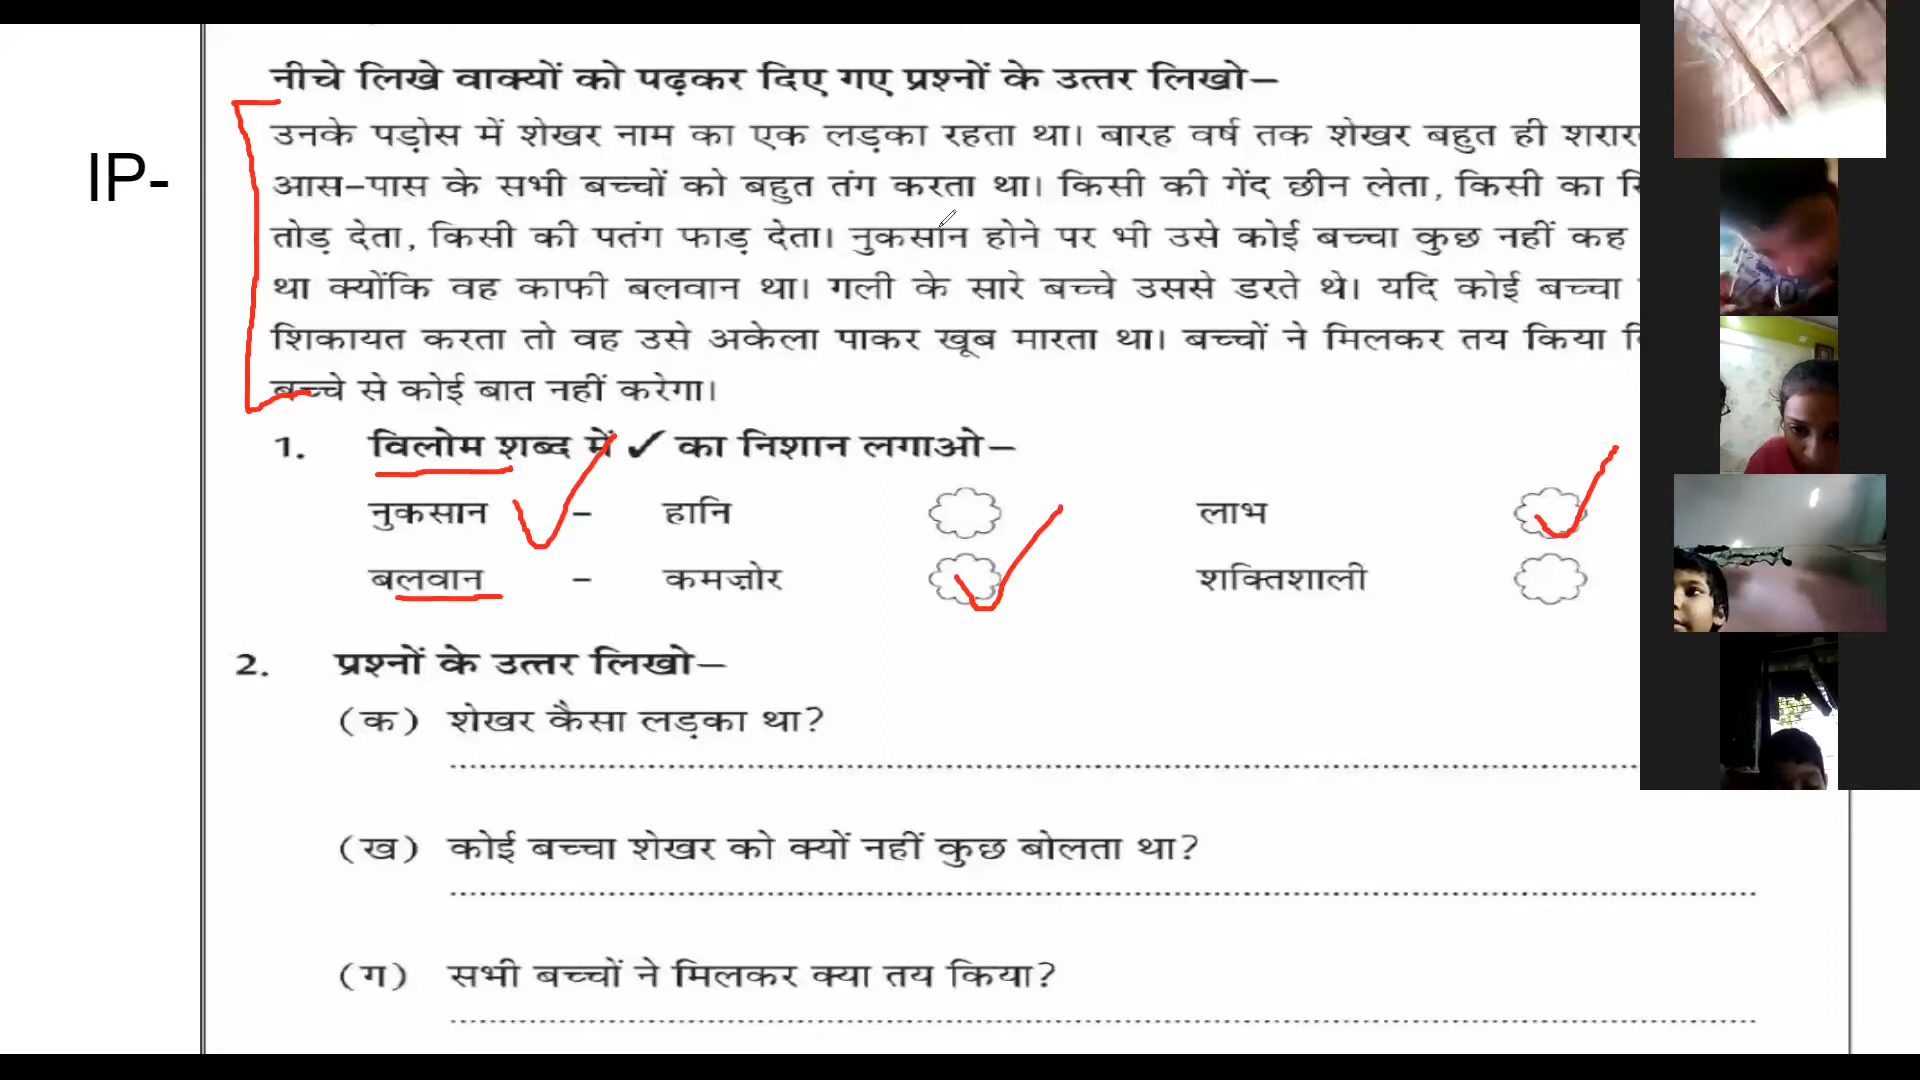 नीचे लिखे वाक्यों को पढ़कर दिए गए प्रश्नों के उत्तर लिखो–
उनके पड़ोस में शेखर नाम का एक लड़का रहता था। बारह वर्ष तक शेखर बहुत ही
IP-
आस-पास के सभी बच्चों को बहुत तंग करता था। किसी की गेंद छीन लेता, किसी का
तोड़ देता, किसी की पतंग फाड़ देता। नुकसान होने पर भी उसे कोई बच्चा कुछ नहीं कह
था क्योंकि वह काफी बलवान था। गली के सारे बच्चे उससे डरते थे। यदि कोई बच्चा
शिकायत करता तो वह उसे अकेला पाकर खूब मारता था। बच्चों ने मिलकर तय किया
बच्चे से कोई बात नहीं करेगा।
1. विलोम शब्द में ✓ का निशान लगाओ–
नुकसान – हानि लाभ
बलवान – कमज़ोर शक्तिशाली
2. प्रश्नों के उत्तर लिखो–
(क) शेखर कैसा लड़का था?
(ख) कोई बच्चा शेखर को क्यों नहीं कुछ बोलता था?
(ग) सभी बच्चों ने मिलकर क्या तय किया?